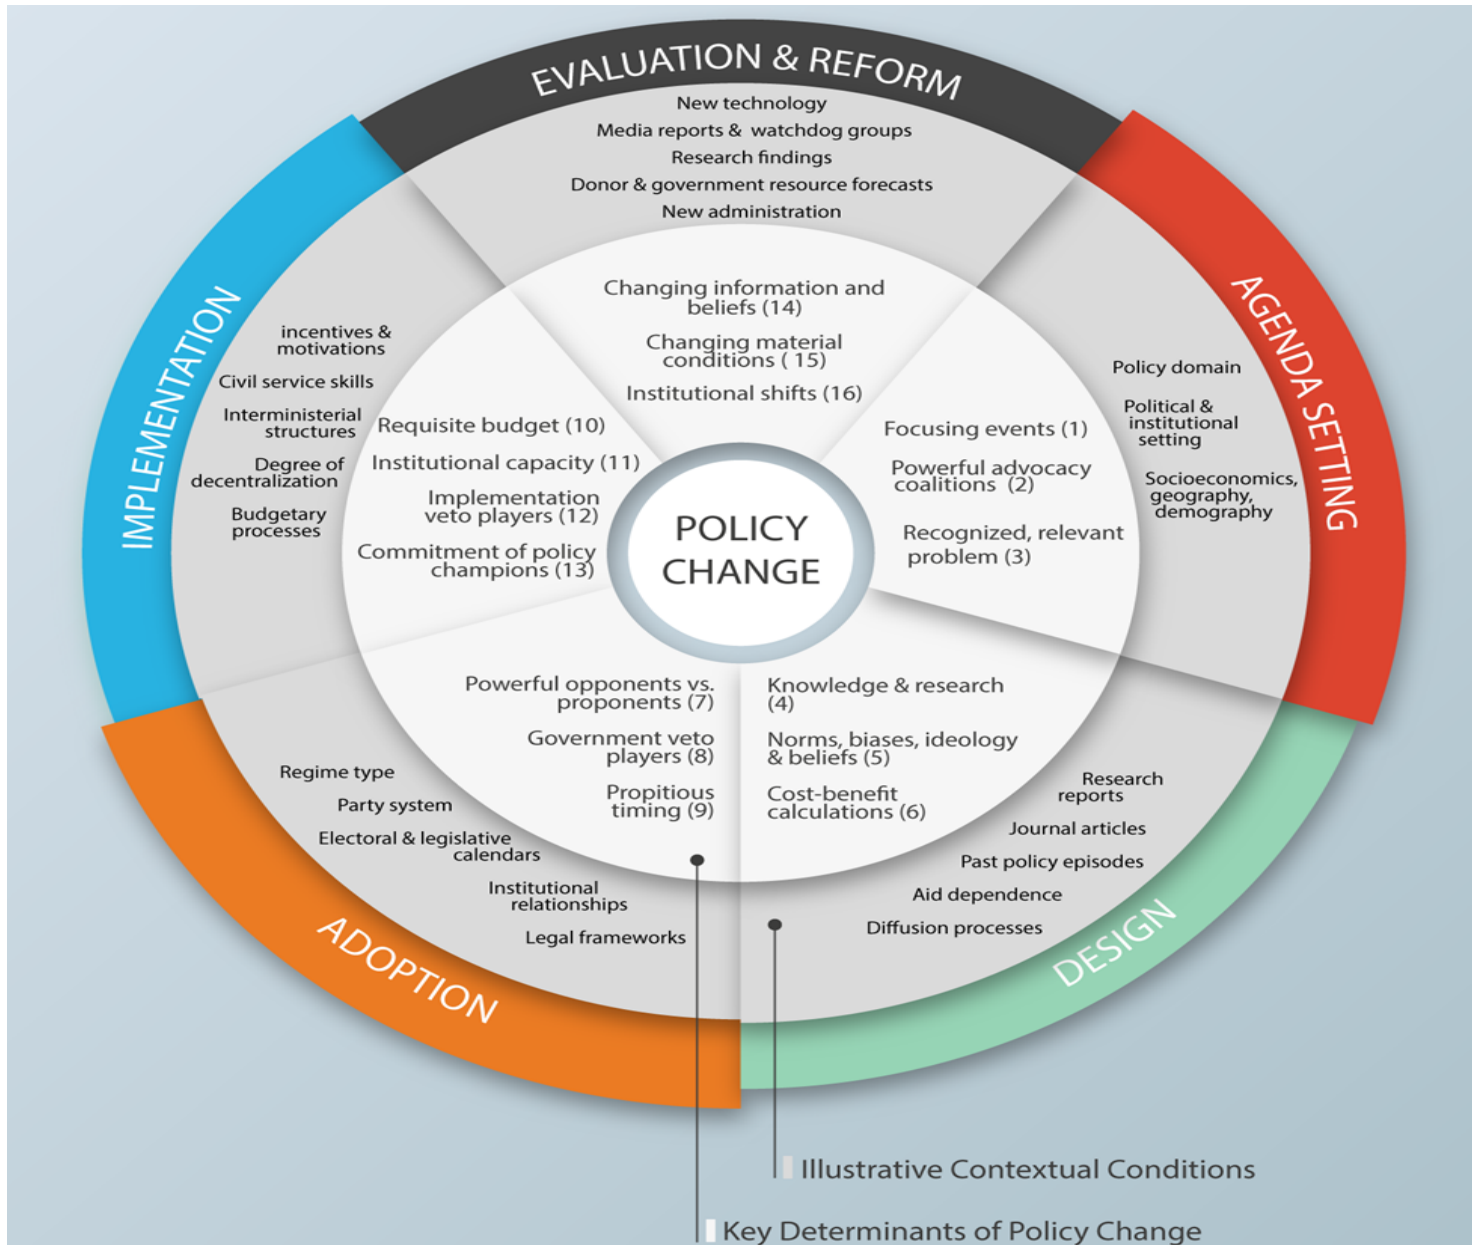 EVALUATION & REFORM
New technology
Media reports & watchdog groups
Research findings
Donor & government resource forecasts
New administration
Changing information and
beliefs (14)
Changing material
conditions ( 15)
Institutional shifts (16)
AGENDA SETTING
Policy domain
Political &
institutional
setting
Socioeconomics,
geography,
demography
Focusing events (1)
Powerful advocacy
coalitions (2)
Recognized, relevant
problem (3)
DESIGN
Research
reports
Journal articles
Past policy episodes
Aid dependence
Diffusion processes
Knowledge & research
(4)
Norms, biases, ideology
& beliefs (5)
Cost-benefit
calculations (6)
ADOPTION
Regime type
Party system
Electoral & legislative
calendars
Institutional
relationships
Legal frameworks
Powerful opponents vs.
proponents (7)
Government veto
players (8)
Propitious
timing (9)
IMPLEMENTATION
incentives &
motivations
Civil service skills
Interministerial
structures
Degree of
decentralization
Budgetary
processes
Requisite budget (10)
Institutional capacity (11)
Implementation
veto players (12)
Commitment of policy
champions (13)
POLICY
CHANGE
Illustrative Contextual Conditions
Key Determinants of Policy Change